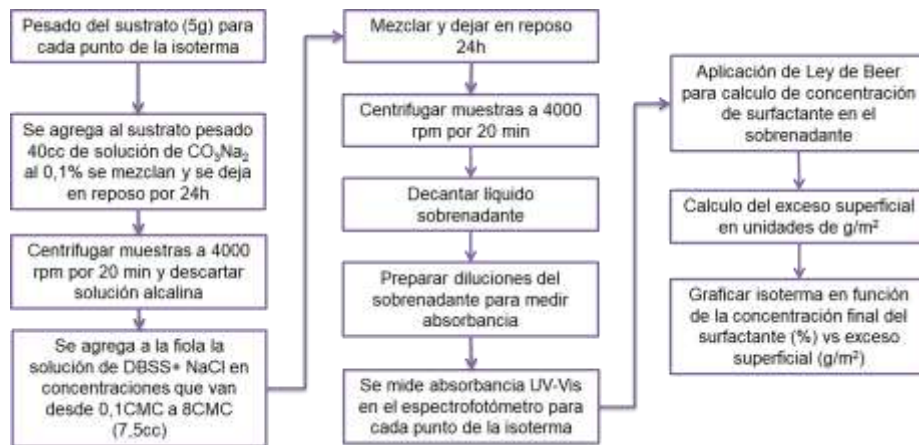 Pesado del sustrato (5g) para
cada punto de la isoterma
Se agrega al sustrato pesado
40cc de solución de CO₃Na₂
al 0,1% se mezclan y se deja
en reposo por 24h
Centrifugar muestras a 4000
rpm por 20 min y descartar
solución alcalina
Se agrega a la fiola la
solución de DBSS+ NaCl en
concentraciones que van
desde 0,1CMC a 8CMC
(7,5cc)
Mezclar y dejar en reposo
24h
Centrifugar muestras a 4000
rpm por 20 min
Decantar líquido
sobrenadante
Preparar diluciones del
sobrenadante para medir
absorbancia
Se mide absorbancia UV-Vis
en el espectrofotómetro para
cada punto de la isoterma
Aplicación de Ley de Beer
para calculo de concentración
de surfactante en el
sobrenadante
Calculo del exceso superficial
en unidades de g/m²
Graficar isoterma en función
de la concentración final del
surfactante (%) vs exceso
superficial (g/m²)